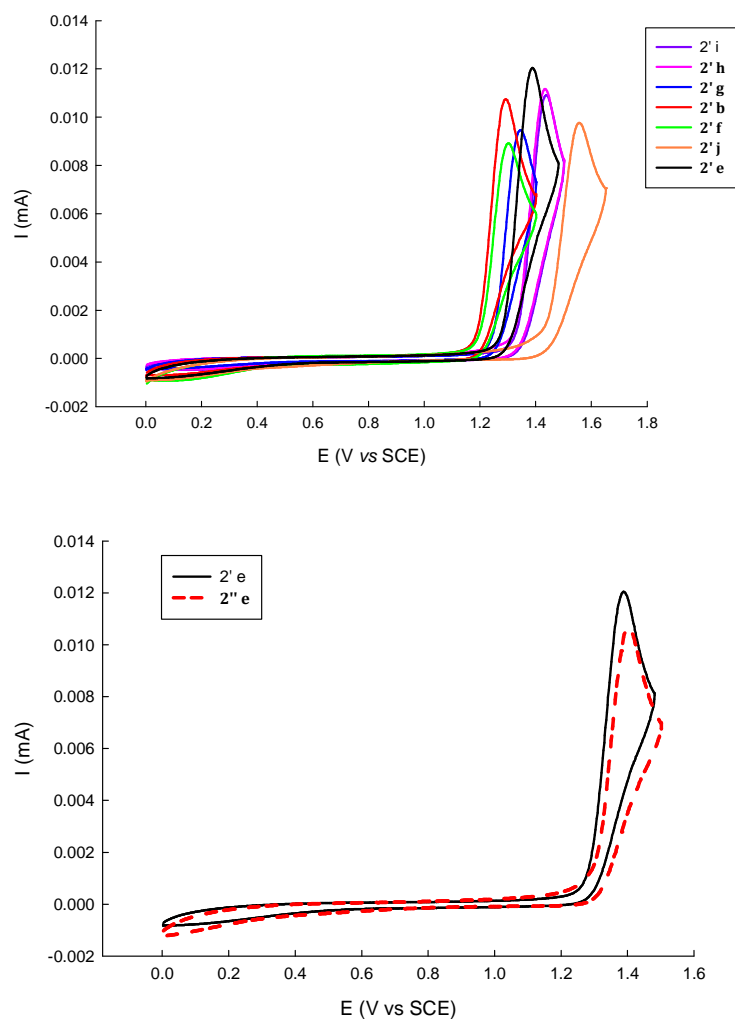 0.014
0.012
0.010
0.008
0.006
0.004
0.002
0.000
-0.002
I (mA)
0.0 0.2 0.4 0.6 0.8 1.0 1.2 1.4 1.6 1.8
E (V vs SCE)
2' i
2' h
2' g
2' b
2' f
2' j
2' e
0.014
0.012
0.010
0.008
0.006
0.004
0.002
0.000
-0.002
I (mA)
2' e
2" e
0.0 0.2 0.4 0.6 0.8 1.0 1.2 1.4 1.6
E (V vs SCE)